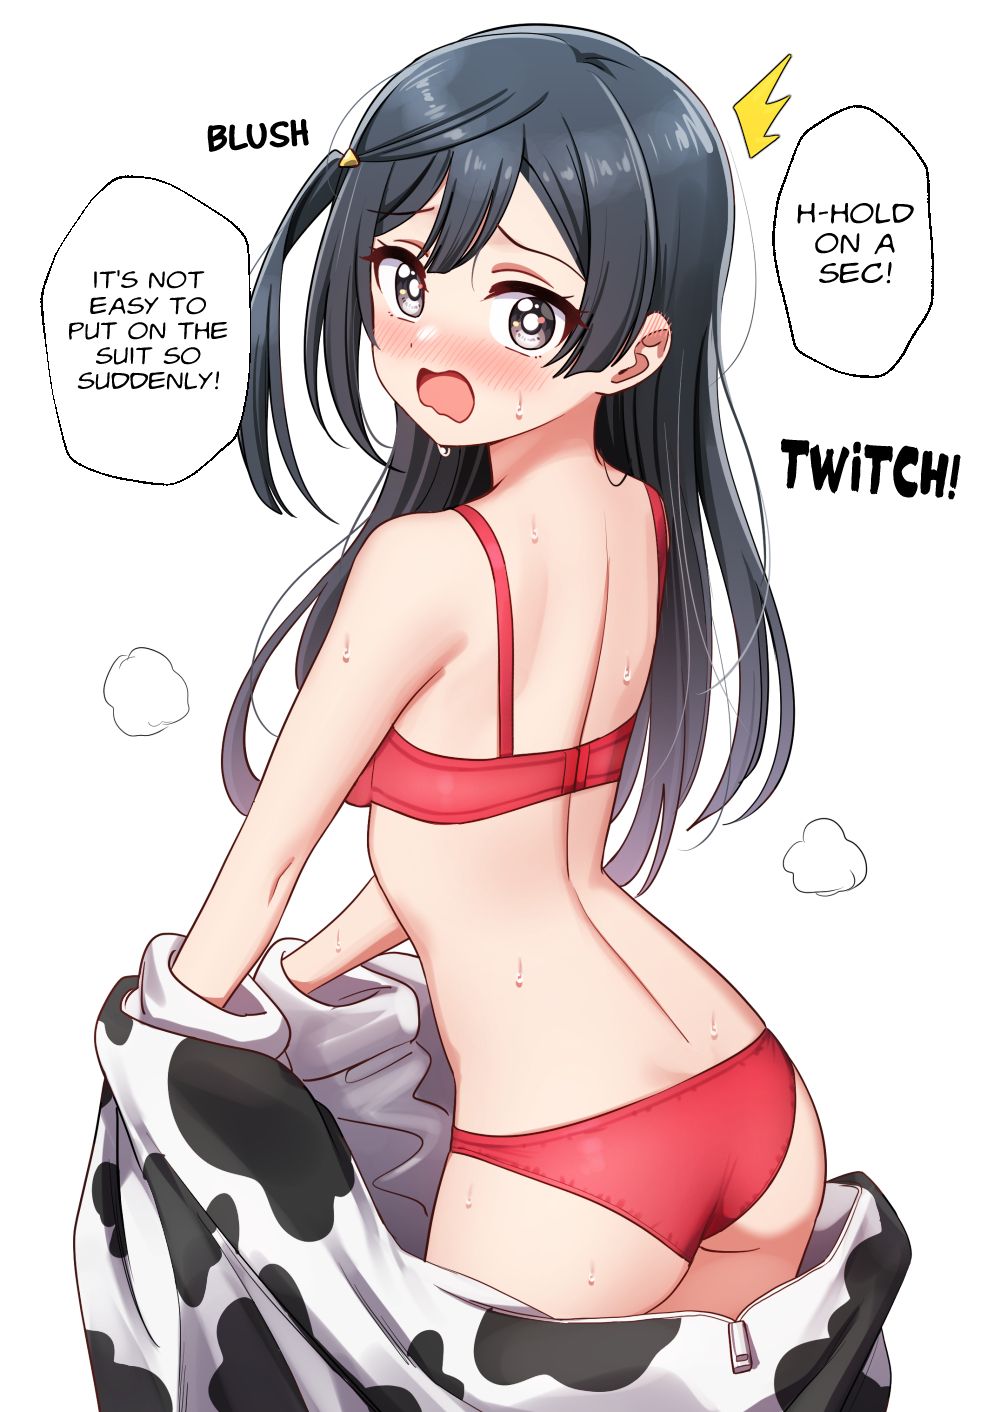 BLUSH
H-HOLD
ON A
SEC!
IT'S NOT
EASY TO
PUT ON THE
SUIT SO
SUDDENLY!
TWITCH!